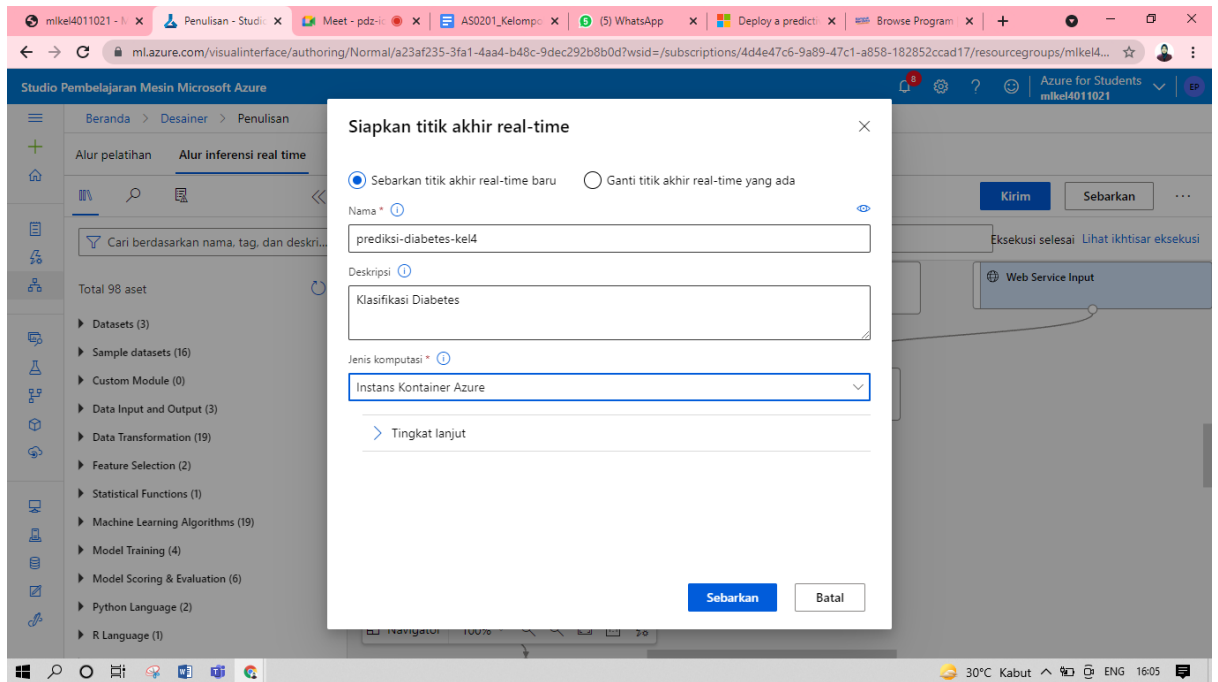 mlkel4011021 - M
Penulisan - Studio
Meet - pdz-ic
AS0201_Kelompo
(5) WhatsApp
Deploy a predicti
Browse Program
ml.azure.com/visualinterface/authoring/Normal/a23af235-3fa1-4aa4-b48c-9dec292b8b0d?wsid=/subscriptions/4d4e47c6-9a89-47c1-a858-182852ccad17/resourcegroups/mlkel4...
Studio Pembelajaran Mesin Microsoft Azure
8
Azure for Students
mlkel4011021
EP
Beranda > Desainer > Penulisan
Alur pelatihan Alur inferensi real time
Kirim
Sebarkan
Cari berdasarkan nama, tag, dan deskri...
Eksekusi selesai Lihat ikhtisar eksekusi
Total 98 aset
Web Service Input
Datasets (3)
Sample datasets (16)
Custom Module (0)
Data Input and Output (3)
Data Transformation (19)
Feature Selection (2)
Statistical Functions (1)
Machine Learning Algorithms (19)
Model Training (4)
Model Scoring & Evaluation (6)
Python Language (2)
R Language (1)
Siapkan titik akhir real-time
Sebarkan titik akhir real-time baru
Ganti titik akhir real-time yang ada
Nama *
prediksi-diabetes-kel4
Deskripsi
Klasifikasi Diabetes
Jenis komputasi *
Instans Kontainer Azure
Tingkat lanjut
Sebarkan
Batal
Navigator 100%
30°C Kabut
ENG 16:05